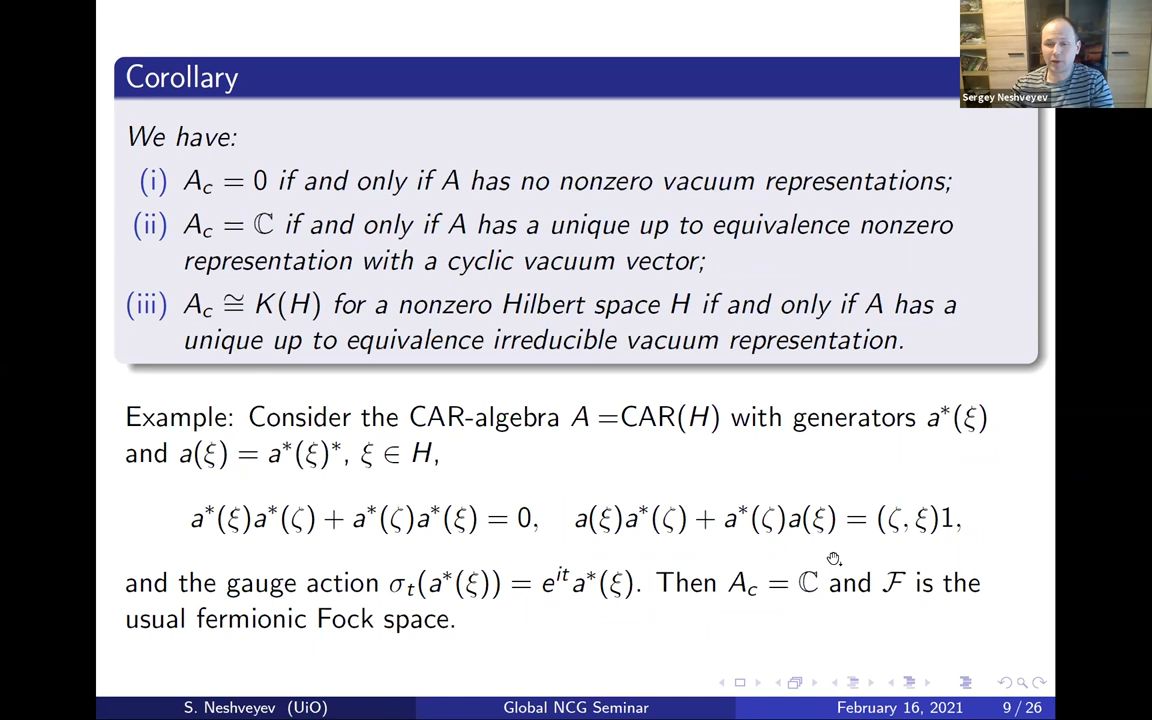 Corollary
Sergey Neshveyev
We have:
(i) A_c = 0 if and only if A has no nonzero vacuum representations;
(ii) A_c = ℂ if and only if A has a unique up to equivalence nonzero
representation with a cyclic vacuum vector;
(iii) A_c ≅ K(H) for a nonzero Hilbert space H if and only if A has a
unique up to equivalence irreducible vacuum representation.
Example: Consider the CAR-algebra A =CAR(H) with generators a*(ξ)
and a(ξ) = a*(ξ)*, ξ ∈ H,
a*(ξ)a*(ζ) + a*(ζ)a*(ξ) = 0, a(ξ)a*(ζ) + a*(ζ)a(ξ) = (ζ, ξ)1,
and the gauge action σ_t(a*(ξ)) = e^{it}a*(ξ). Then A_c = ℂ and ℱ is the
usual fermionic Fock space.
S. Neshveyev (UiO) Global NCG Seminar February 16, 2021 9 / 26